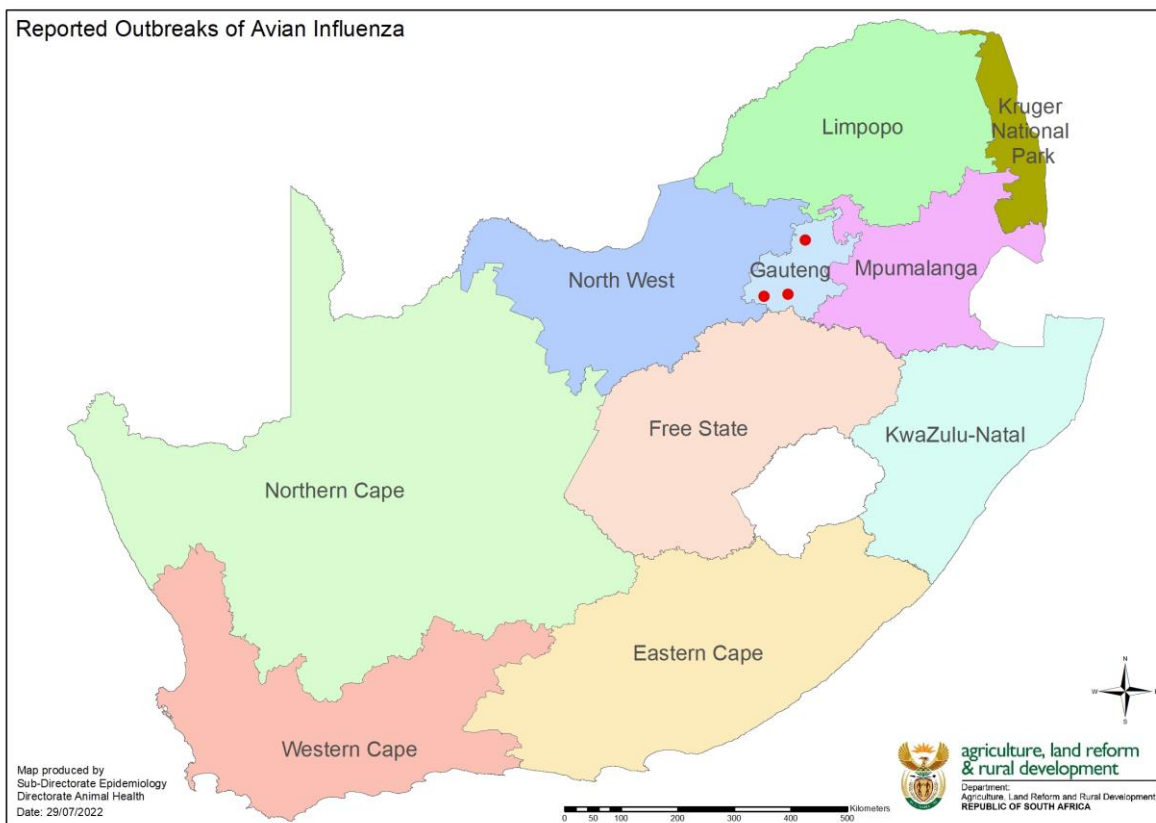 Reported Outbreaks of Avian Influenza
Limpopo
Kruger
National
Park
North West
Gauteng
Mpumalanga
Free State
KwaZulu-Natal
Northern Cape
Eastern Cape
Western Cape
N
W
E
S
Map produced by
Sub-Directorate Epidemiology
Directorate Animal Health
Date: 29/07/2022
Kilometers
0 50 100 200 300 400 500
agriculture, land reform
& rural development
Department:
Agriculture, Land Reform and Rural Development
REPUBLIC OF SOUTH AFRICA